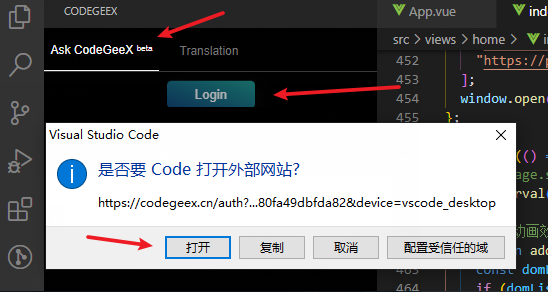 CODEGEEX
Ask CodeGeeX beta
Translation
Login
App.vue
ind
src > views > home >
452 "https://p
453 ];
454 window.open(
455 };
Visual Studio Code
是否要 Code 打开外部网站?
https://codegeex.cn/auth?...80fa49dbfda82&device=vscode_desktop
打开
复制
取消
配置受信任的域
(() =
age.s
erval(
动画效
n add
const domL
464 if (domLis